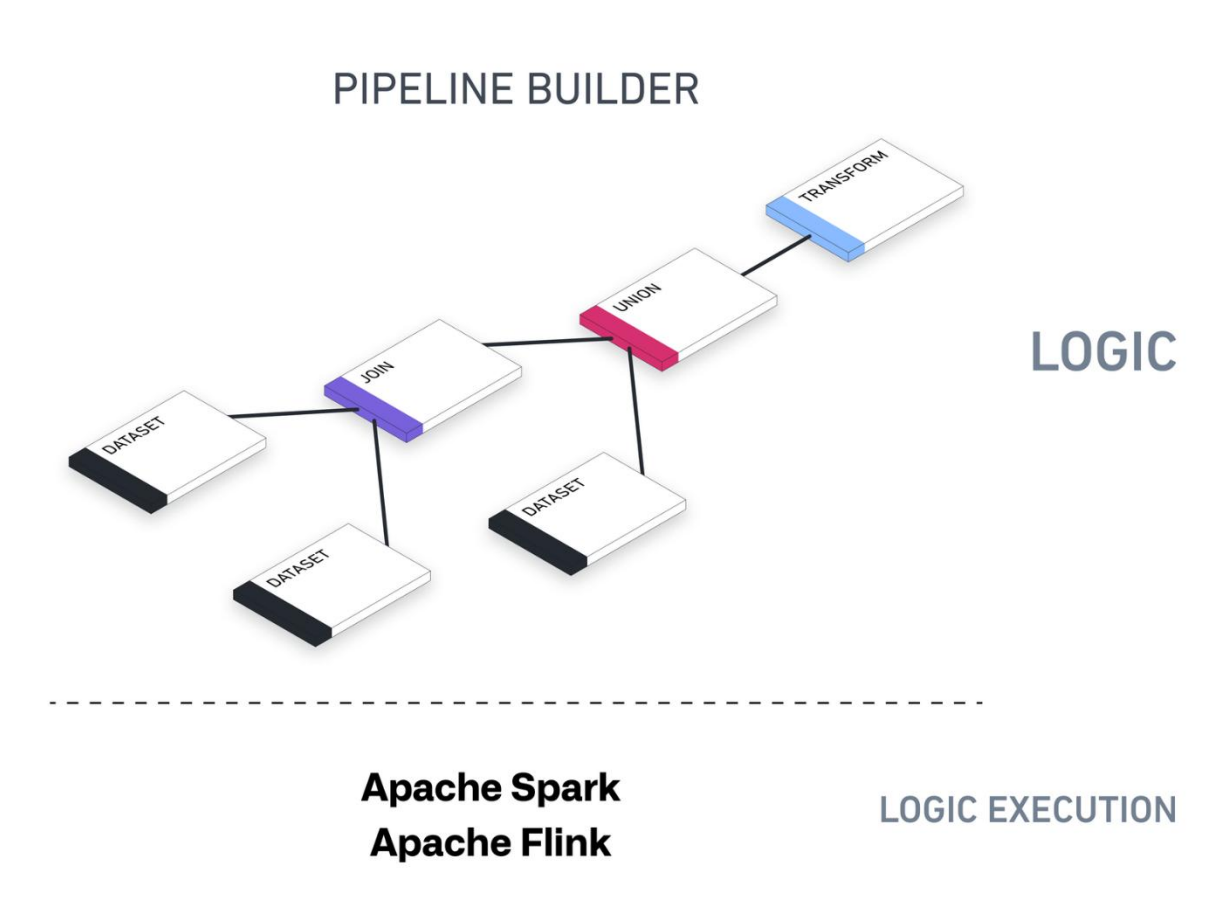 PIPELINE BUILDER
TRANSFORM
UNION
LOGIC
JOIN
DATASET
DATASET
DATASET
Apache Spark
Apache Flink
LOGIC EXECUTION